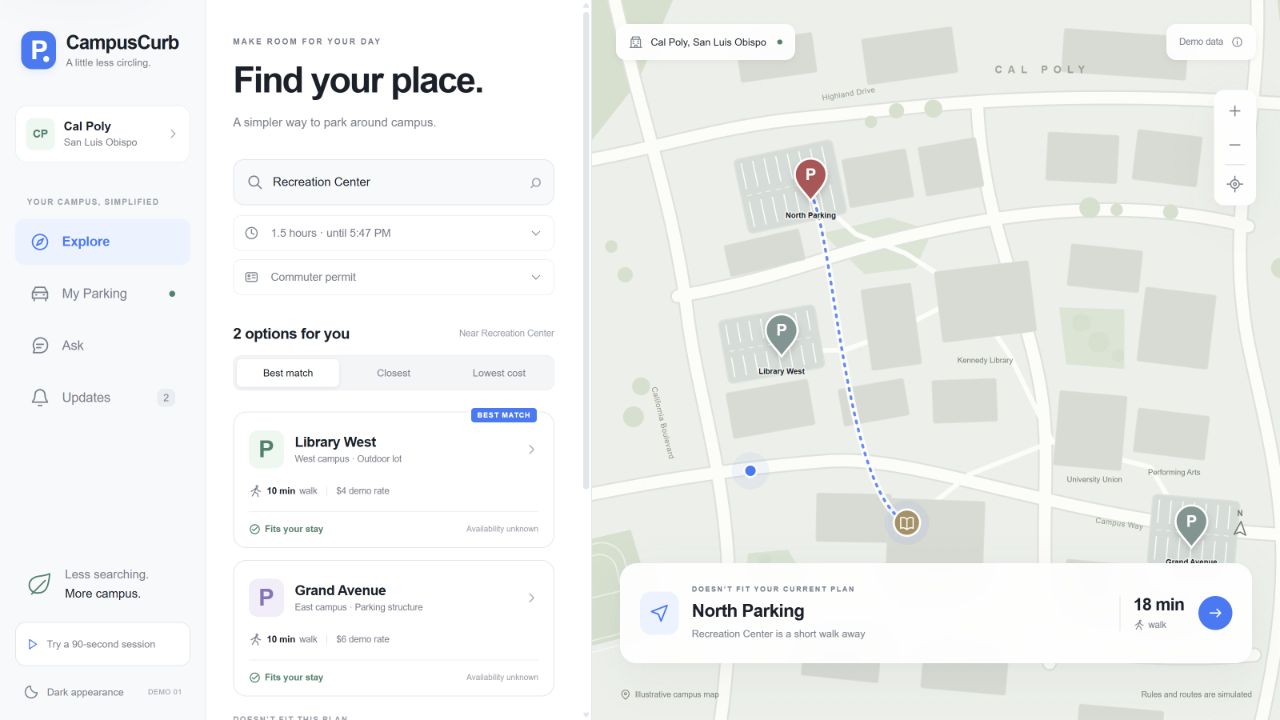 P.
CampusCurb
A little less circling.
CP
Cal Poly
San Luis Obispo
YOUR CAMPUS, SIMPLIFIED
Explore
My Parking
Ask
Updates
2
Less searching.
More campus.
Try a 90-second session
Dark appearance
DEMO 01
MAKE ROOM FOR YOUR DAY
Find your place.
A simpler way to park around campus.
Recreation Center
1.5 hours · until 5:47 PM
Commuter permit
2 options for you
Near Recreation Center
Best match
Closest
Lowest cost
BEST MATCH
P
Library West
West campus · Outdoor lot
10 min walk
$4 demo rate
Fits your stay
Availability unknown
P
Grand Avenue
East campus · Parking structure
10 min walk
$6 demo rate
Fits your stay
Availability unknown
DOESN'T FIT THIS PLAN
Cal Poly, San Luis Obispo
Demo data
CAL POLY
Highland Drive
P
North Parking
P
Library West
Kennedy Library
California Boulevard
Performing Arts
University Union
Campus Way
P
N
Grand Avenue
DOESN'T FIT YOUR CURRENT PLAN
North Parking
Recreation Center is a short walk away
18 min
walk
Illustrative campus map
Rules and routes are simulated